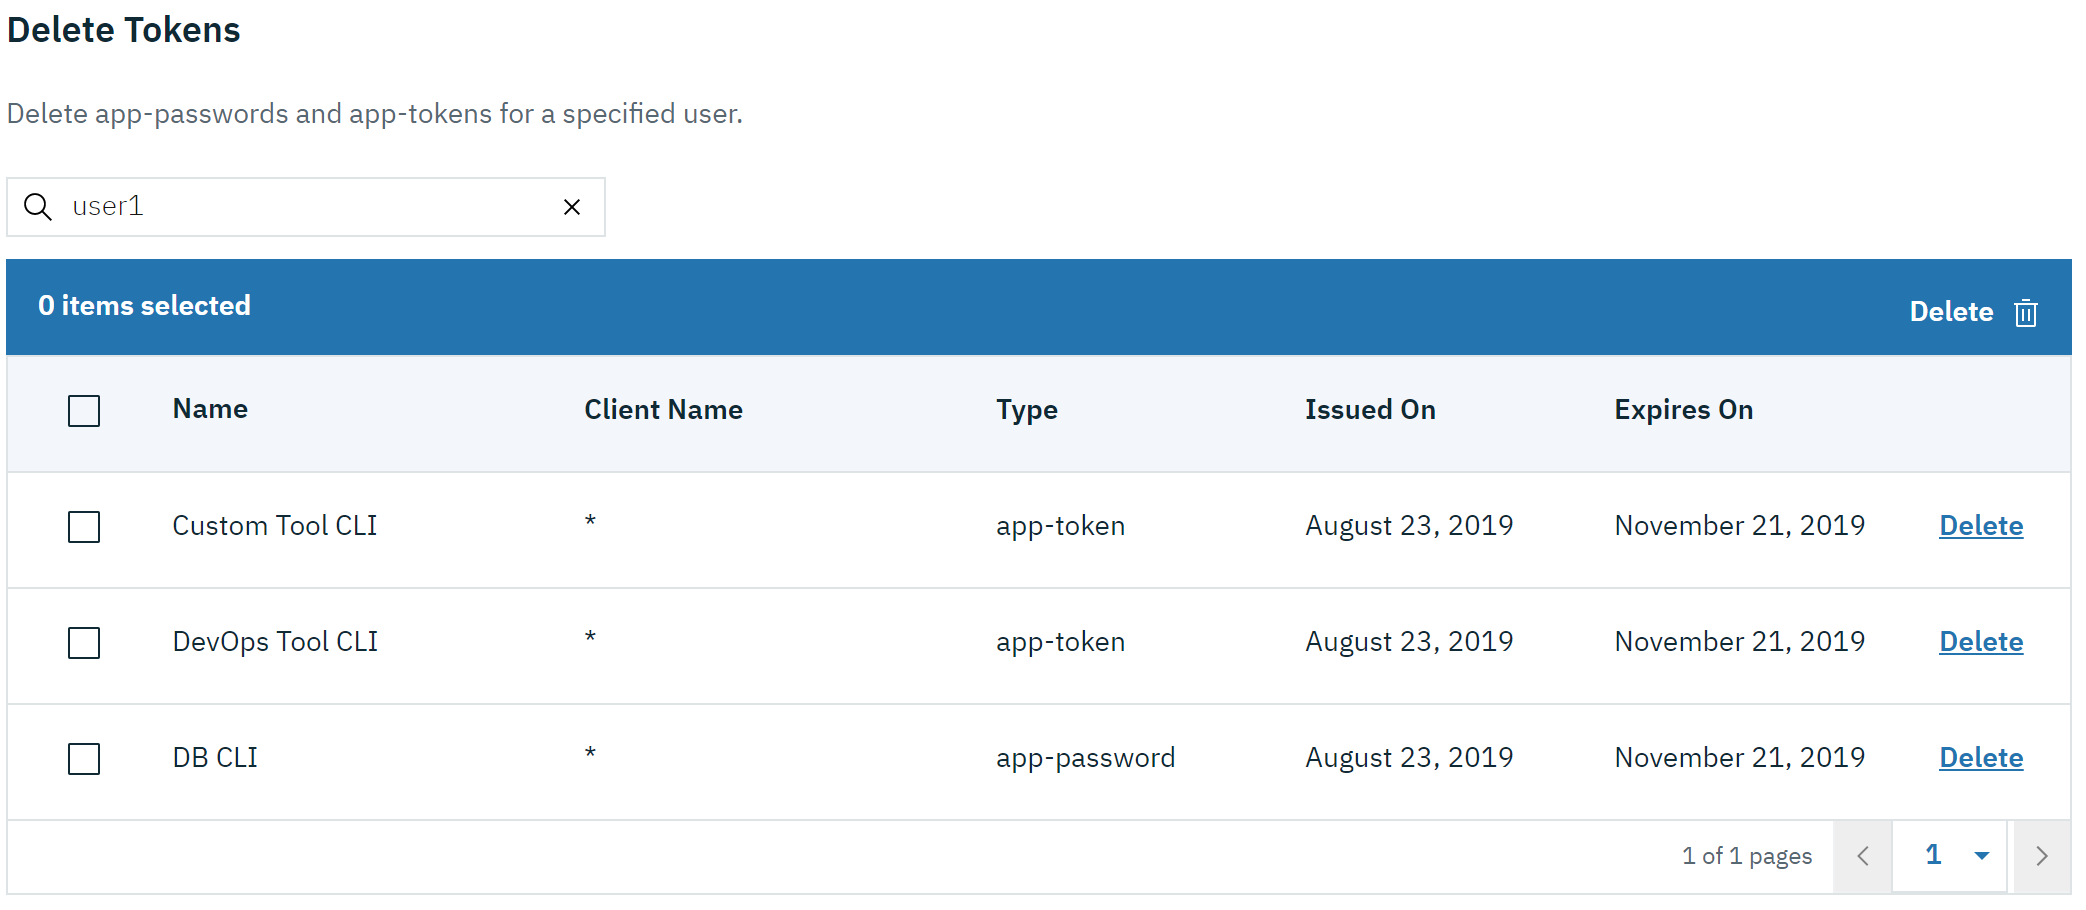 Delete Tokens
Delete app-passwords and app-tokens for a specified user.
user1
0 items selected Delete
Name Client Name Type Issued On Expires On
Custom Tool CLI * app-token August 23, 2019 November 21, 2019 Delete
DevOps Tool CLI * app-token August 23, 2019 November 21, 2019 Delete
DB CLI * app-password August 23, 2019 November 21, 2019 Delete
1 of 1 pages 1